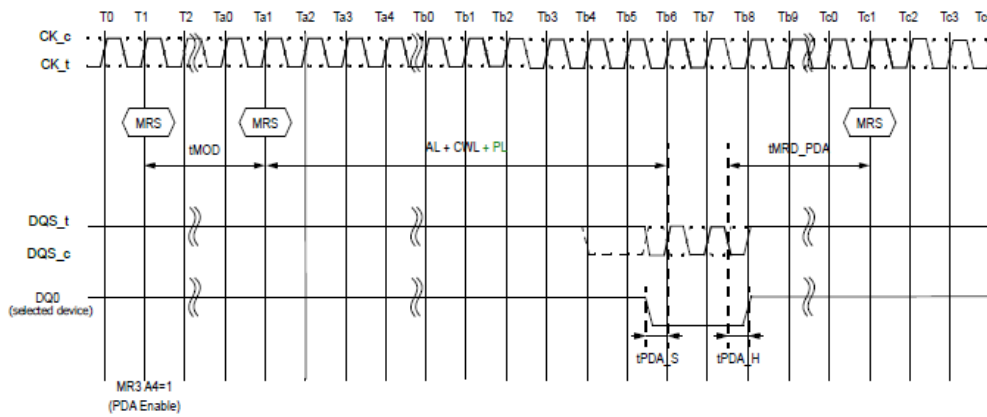 T0 T1 T2 Ta0 Ta1 Ta2 Ta3 Ta4 Tb0 Tb1 Tb2 Tb3 Tb4 Tb5 Tb6 Tb7 Tb8 Tb9 Tc0 Tc1 Tc2 Tc3 Tc
CK_c
CK_t
MRS MRS MRS
tMOD AL + CWL + PL tMRD_PDA
DQS_t
DQS_c
DQ0
(selected device)
tPDA_S tPDA_H
MR3 A4=1
(PDA Enable)